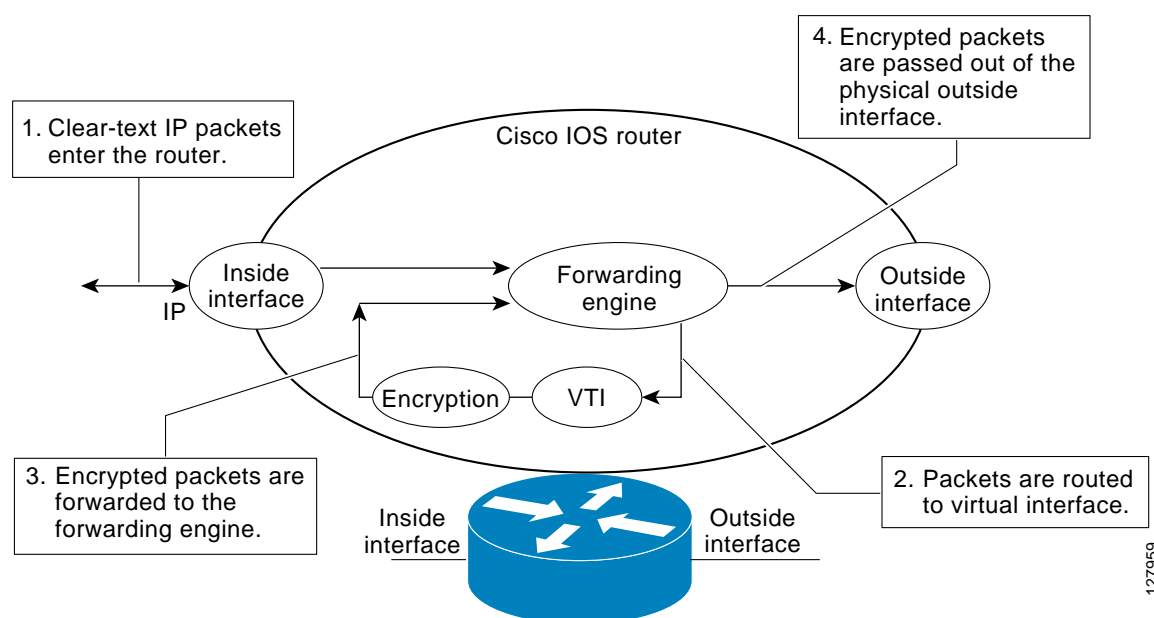 4. Encrypted packets
are passed out of the
physical outside
interface.
1. Clear-text IP packets
enter the router.
Cisco IOS router
Inside
interface
Forwarding
engine
Outside
interface
IP
Encryption
VTI
3. Encrypted packets are
forwarded to the
forwarding engine.
2. Packets are routed
to virtual interface.
Inside
interface
Outside
interface
127959